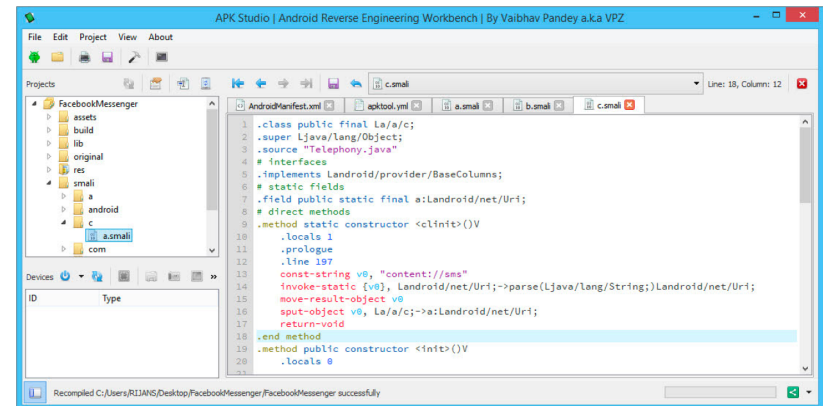 APK Studio | Android Reverse Engineering Workbench | By Vaibhav Pandey a.k.a VPZ
File Edit Project View About
Projects
c.smali
Line: 18, Column: 12
FacebookMessenger
assets
build
lib
original
res
smali
a
android
c
a.smali
com
Devices
»
ID Type
AndroidManifest.xml apktool.yml a.smali b.smali c.smali
1 .class public final La/a/c;
2 .super Ljava/lang/Object;
3 .source "Telephony.java"
4 # interfaces
5 .implements Landroid/provider/BaseColumns;
6 # static fields
7 .field public static final a:Landroid/net/Uri;
8 # direct methods
9 .method static constructor <clinit>()V
10 .locals 1
11 .prologue
12 .line 197
13 const-string v0, "content://sms"
14 invoke-static {v0}, Landroid/net/Uri;->parse(Ljava/lang/String;)Landroid/net/Uri;
15 move-result-object v0
16 sput-object v0, La/a/c;->a:Landroid/net/Uri;
17 return-void
18 .end method
19 .method public constructor <init>()V
20 .locals 0
21
Recompiled C:/Users/RIJANS/Desktop/FacebookMessenger/FacebookMessenger successfully